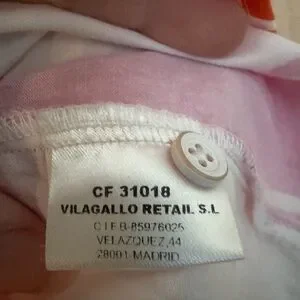 CF 31018
VILAGALLO RETAIL S.L
C I F B-85976025
VELAZQUEZ,44
28001-MADRID